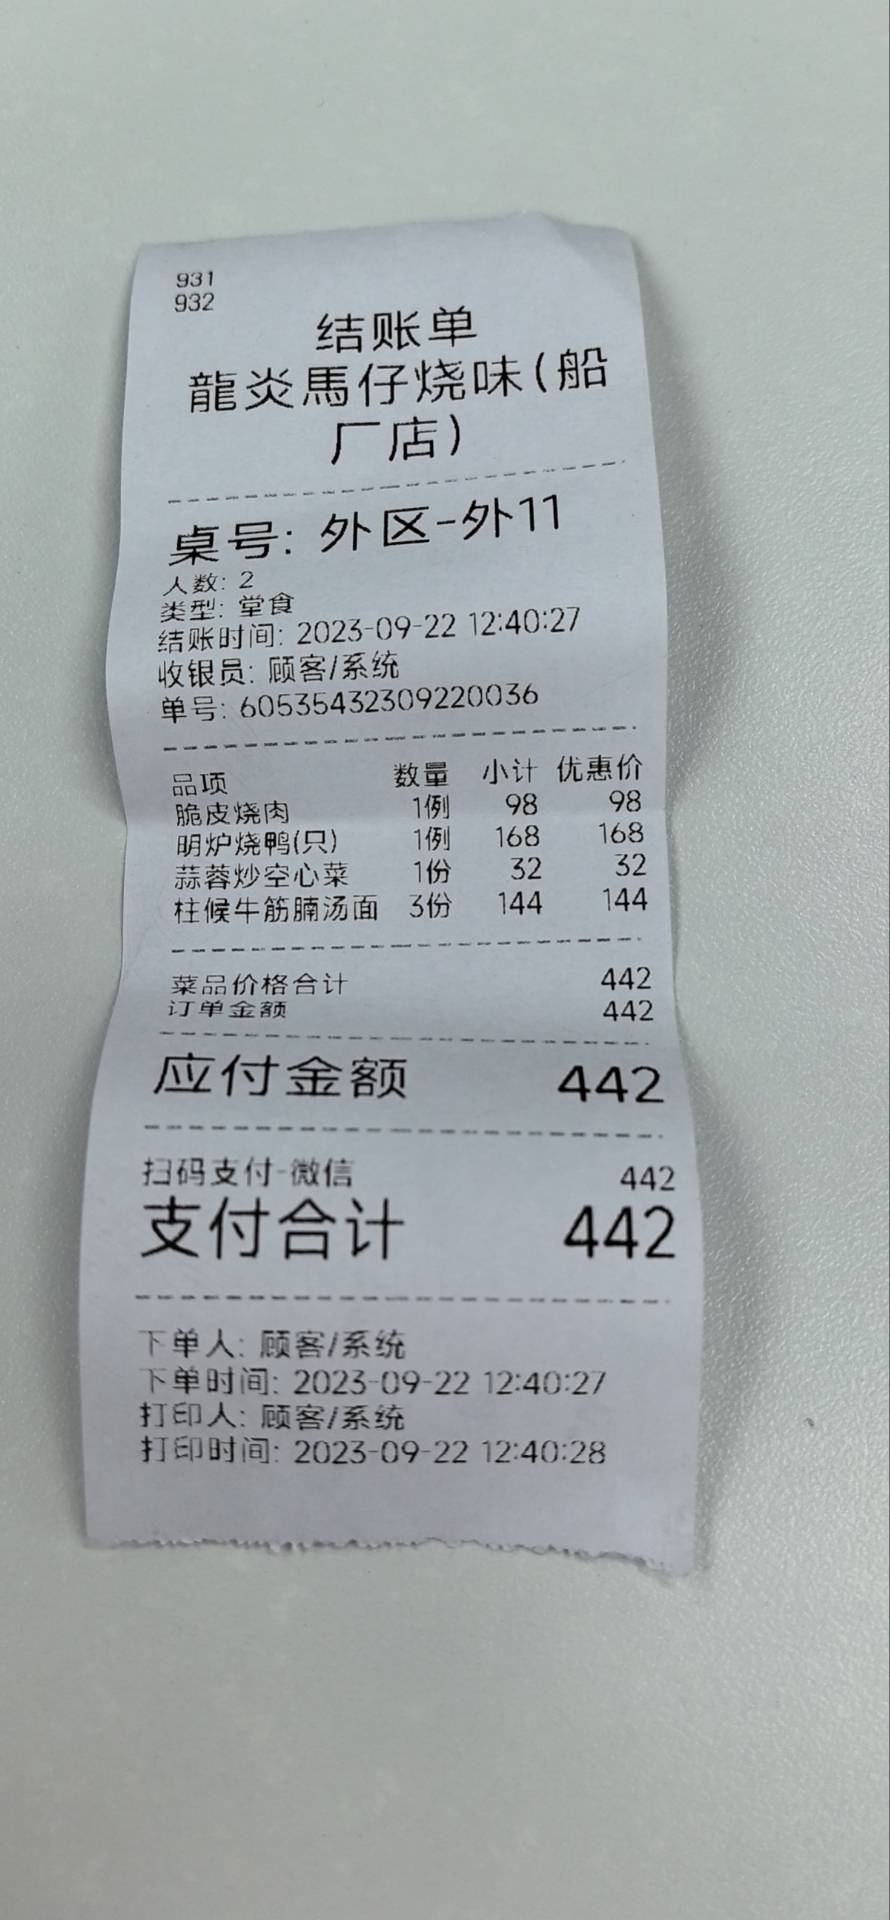 931
932
结账单
龍炎馬仔烧味(船
厂店)
桌号: 外区-外11
人数: 2
类型: 堂食
结账时间: 2023-09-22 12:40:27
收银员: 顾客/系统
单号: 60535432309220036
品项 数量 小计 优惠价
脆皮烧肉 1例 98 98
明炉烧鸭(只) 1例 168 168
蒜蓉炒空心菜 1份 32 32
柱候牛筋腩汤面 3份 144 144
菜品价格合计 442
订单金额 442
应付金额 442
扫码支付-微信 442
支付合计 442
下单人: 顾客/系统
下单时间: 2023-09-22 12:40:27
打印人: 顾客/系统
打印时间: 2023-09-22 12:40:28